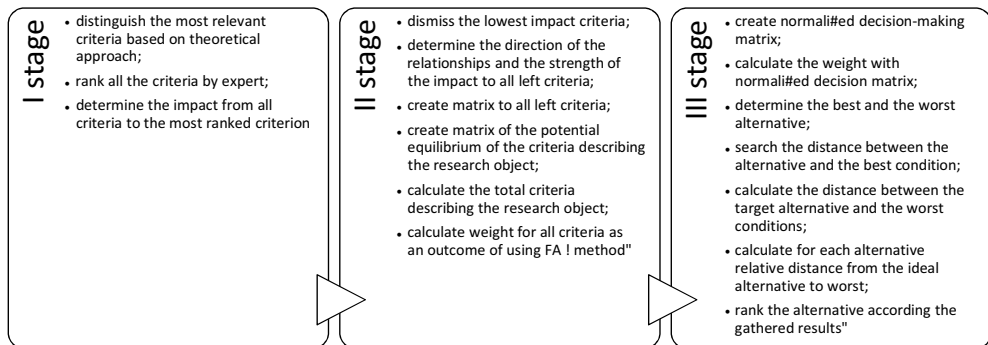 I stage
• distinguish the most relevant
criteria based on theoretical
approach;
• rank all the criteria by expert;
• determine the impact from all
criteria to the most ranked criterion
II stage
• dismiss the lowest impact criteria;
• determine the direction of the
relationships and the strength of
the impact to all left criteria;
• create matrix to all left criteria;
• create matrix of the potential
equilibrium of the criteria describing
the research object;
• calculate the total criteria
describing the research object;
• calculate weight for all criteria as
an outcome of using FA ! method"
III stage
• create normali#ed decision-making
matrix;
• calculate the weight with
normali#ed decision matrix;
• determine the best and the worst
alternative;
• search the distance between the
alternative and the best condition;
• calculate the distance between the
target alternative and the worst
conditions;
• calculate for each alternative
relative distance from the ideal
alternative to worst;
• rank the alternative according the
gathered results"